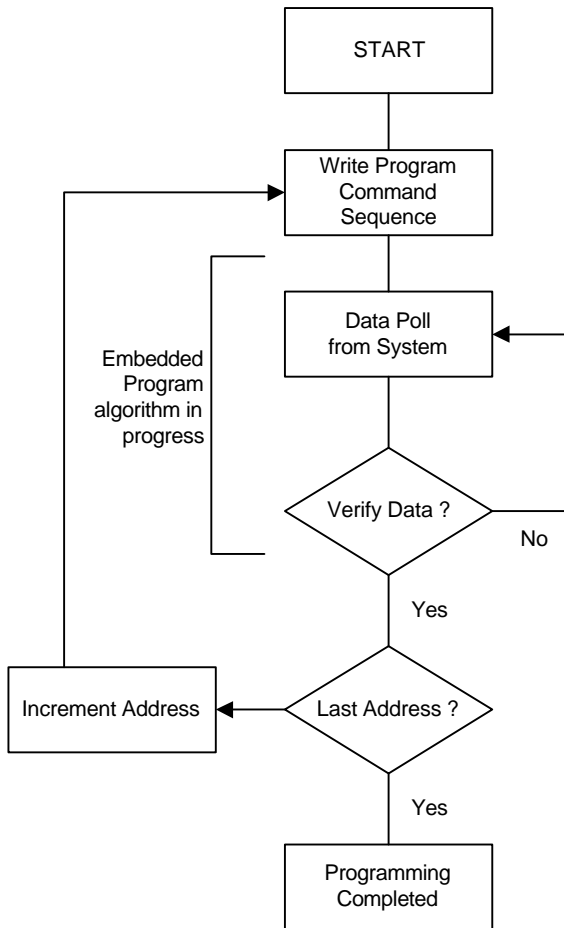 START
Write Program
Command
Sequence
Data Poll
from System
Embedded
Program
algorithm in
progress
Verify Data ?
No
Yes
Increment Address
Last Address ?
Yes
Programming
Completed